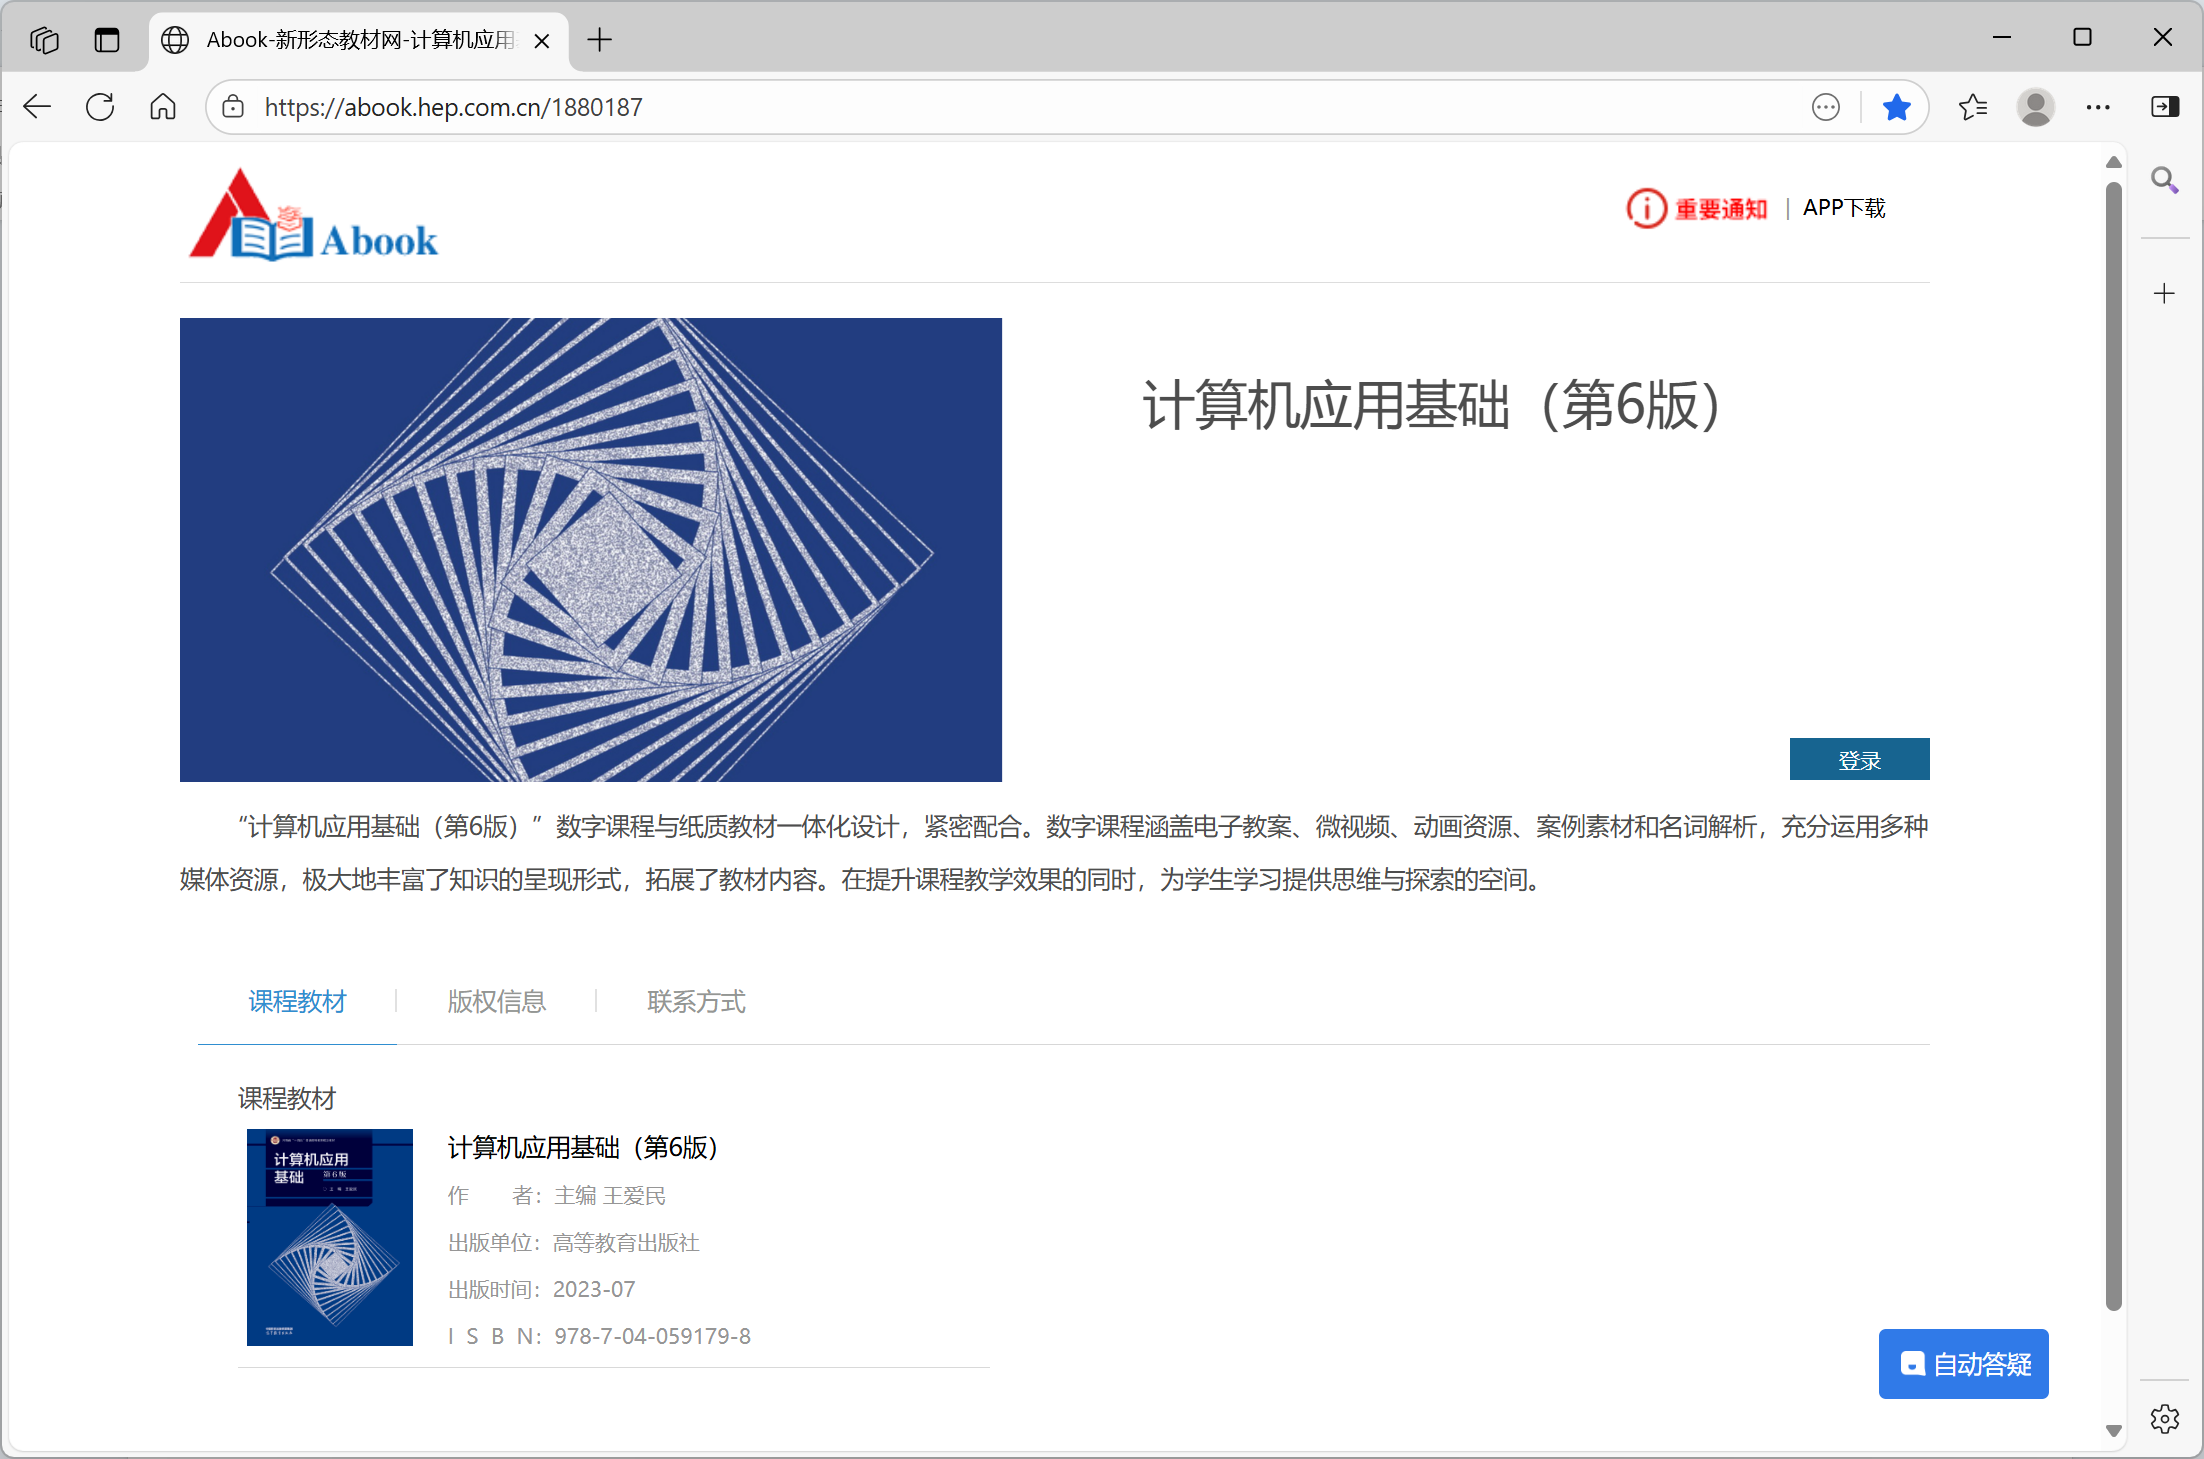 Abook-新形态教材网-计算机应用
https://abook.hep.com.cn/1880187
Abook
重要通知 | APP下载
计算机应用基础（第6版）
登录
“计算机应用基础（第6版）”数字课程与纸质教材一体化设计，紧密配合。数字课程涵盖电子教案、微视频、动画资源、案例素材和名词解析，充分运用多种
媒体资源，极大地丰富了知识的呈现形式，拓展了教材内容。在提升课程教学效果的同时，为学生学习提供思维与探索的空间。
课程教材
版权信息
联系方式
课程教材
计算机应用
基础 第6版
计算机应用基础（第6版）
作 者：主编 王爱民
出版单位：高等教育出版社
出版时间：2023-07
I S B N：978-7-04-059179-8
自动答疑